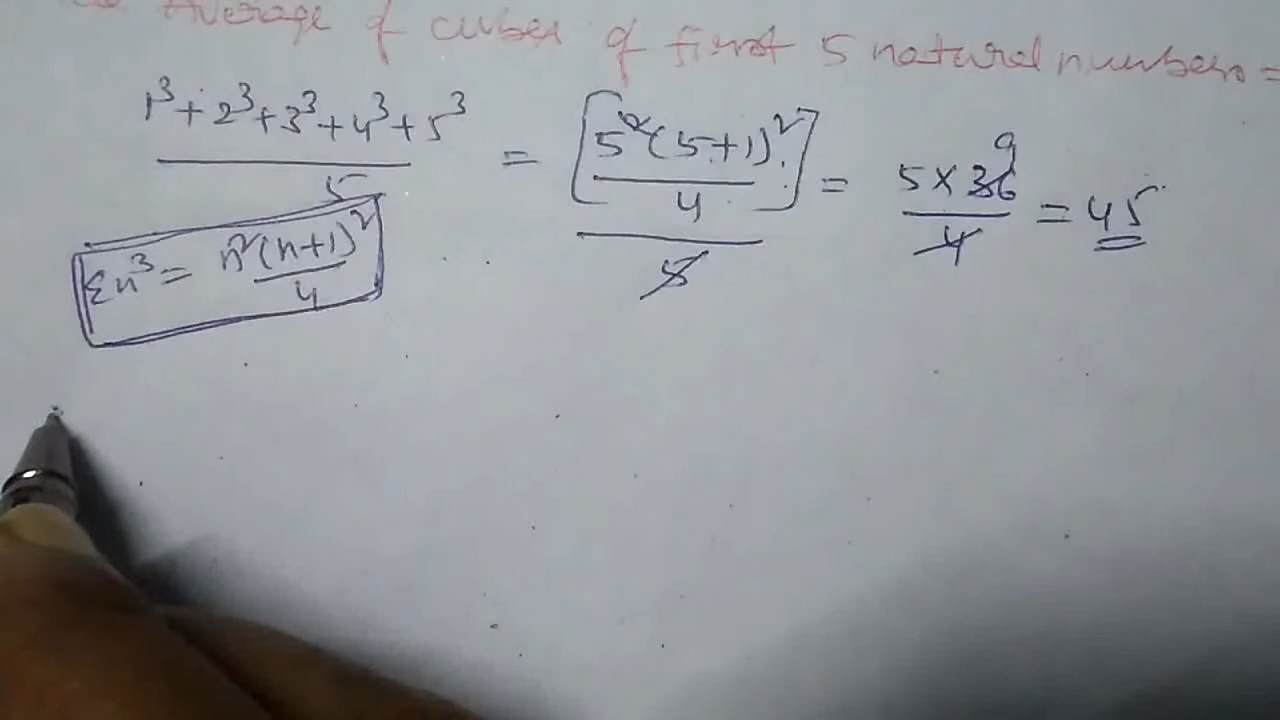 Average of cubes of first 5 natural numbers =
1³+2³+3³+4³+5³ / 5 = [5²(5+1)² / 4] / 5 = 5×36 / 4 = 45
9
Σn³ = n²(n+1)² / 4